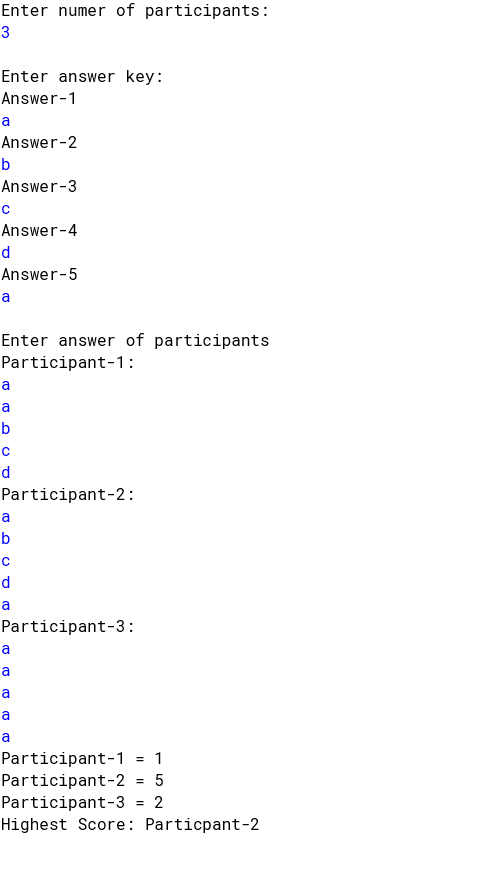 Enter numer of participants:
3
Enter answer key:
Answer-1
a
Answer-2
b
Answer-3
c
Answer-4
d
Answer-5
a
Enter answer of participants
Participant-1:
a
a
b
c
d
Participant-2:
a
b
c
d
a
Participant-3:
a
a
a
a
a
Participant-1 = 1
Participant-2 = 5
Participant-3 = 2
Highest Score: Particpant-2